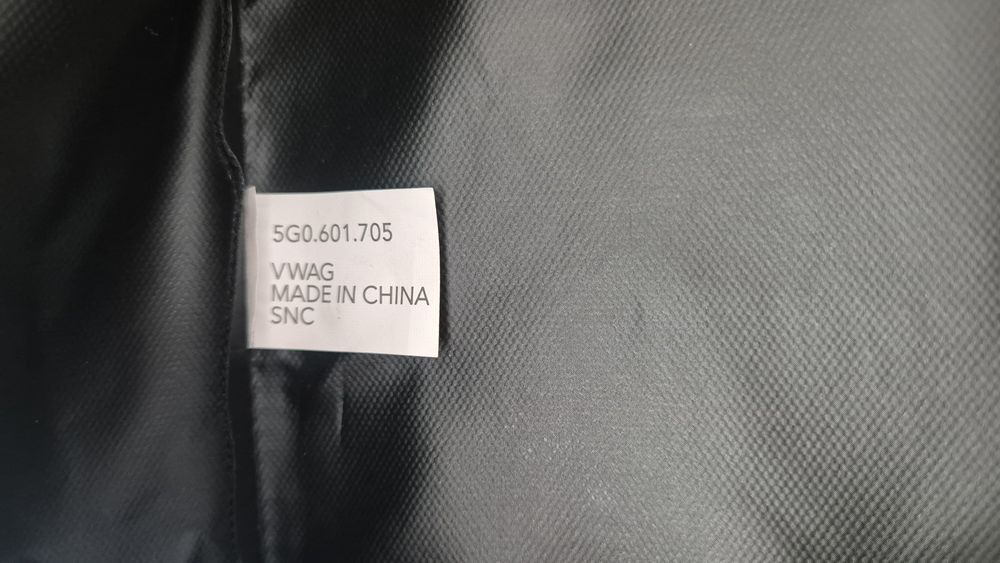 5G0.601.705
VWAG
MADE IN CHINA
SNC